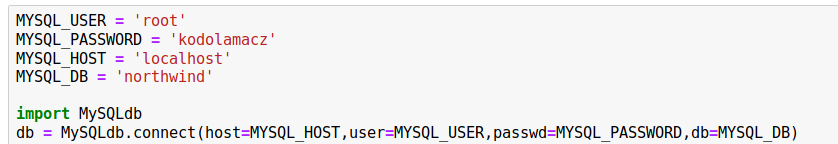 MYSQL_USER = 'root'
MYSQL_PASSWORD = 'kodolamacz'
MYSQL_HOST = 'localhost'
MYSQL_DB = 'northwind'
import MySQLdb
db = MySQLdb.connect(host=MYSQL_HOST,user=MYSQL_USER,passwd=MYSQL_PASSWORD,db=MYSQL_DB)